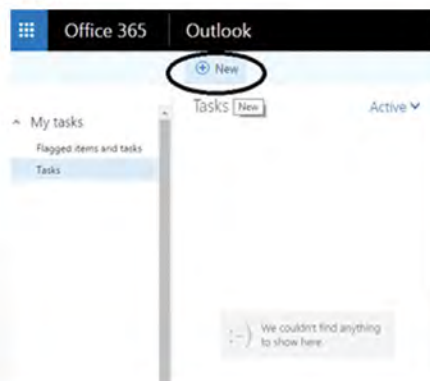 Office 365 Outlook
New
Tasks New Active
My tasks
Flagged items and tasks
Tasks
:-) We couldn't find anything
to show here.